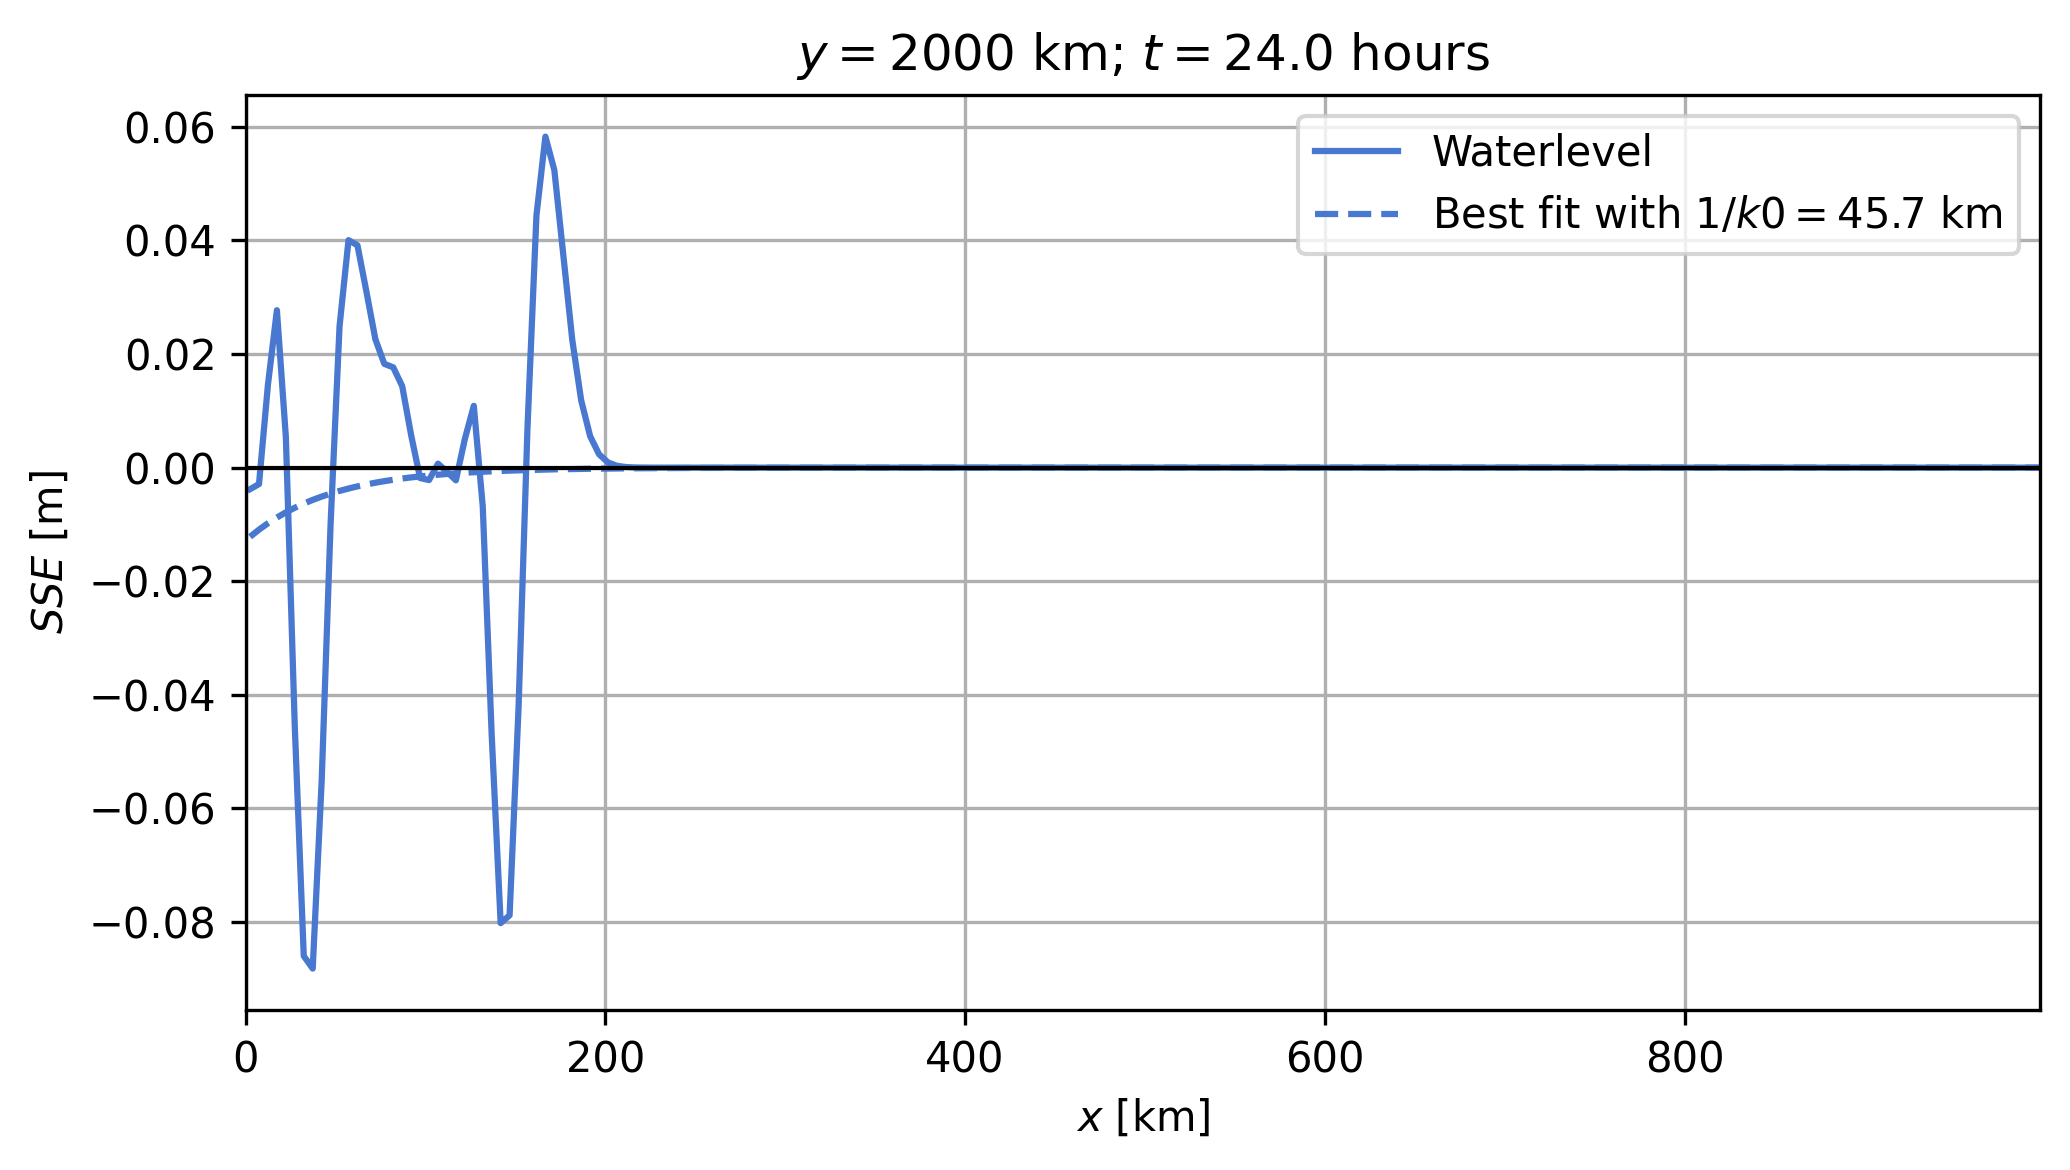 y = 2000 km; t = 24.0 hours
Waterlevel
Best fit with 1/k0 = 45.7 km
0.06
0.04
0.02
0.00
−0.02
−0.04
−0.06
−0.08
SSE [m]
0 200 400 600 800
x [km]